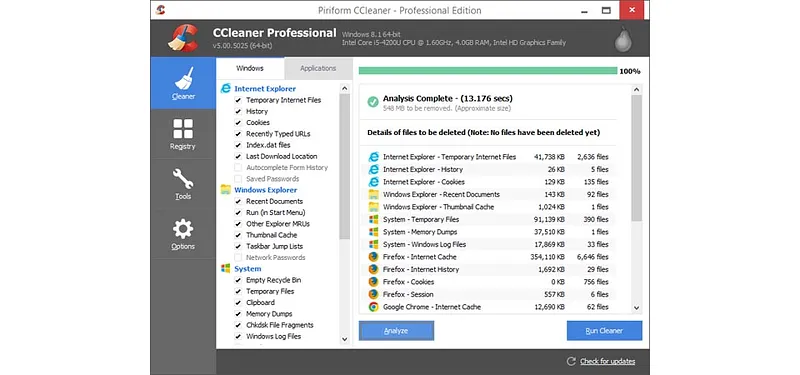 Piriform CCleaner - Professional Edition
CCleaner Professional
v5.00.5025 (64-bit)
Windows 8.1 64-bit
Intel Core i5-4200U CPU @ 1.60GHz, 4.0GB RAM, Intel HD Graphics Family
Cleaner
Registry
Tools
Options
Windows
Applications
Internet Explorer
Temporary Internet Files
History
Cookies
Recently Typed URLs
Index.dat files
Last Download Location
Autocomplete Form History
Saved Passwords
Windows Explorer
Recent Documents
Run (in Start Menu)
Other Explorer MRUs
Thumbnail Cache
Taskbar Jump Lists
Network Passwords
System
Empty Recycle Bin
Temporary Files
Clipboard
Memory Dumps
Chkdsk File Fragments
Windows Log Files
100%
Analysis Complete - (13.176 secs)
548 MB to be removed. (Approximate size)
Details of files to be deleted (Note: No files have been deleted yet)
Internet Explorer - Temporary Internet Files 41,738 KB 2,636 files
Internet Explorer - History 26 KB 5 files
Internet Explorer - Cookies 129 KB 135 files
Windows Explorer - Recent Documents 143 KB 92 files
Windows Explorer - Thumbnail Cache 1,024 KB 1 files
System - Temporary Files 91,139 KB 390 files
System - Memory Dumps 37,510 KB 1 files
System - Windows Log Files 17,869 KB 33 files
Firefox - Internet Cache 354,110 KB 6,646 files
Firefox - Internet History 1,692 KB 29 files
Firefox - Cookies 0 KB 756 files
Firefox - Session 557 KB 6 files
Google Chrome - Internet Cache 12,690 KB 62 files
Analyze
Run Cleaner
Check for updates